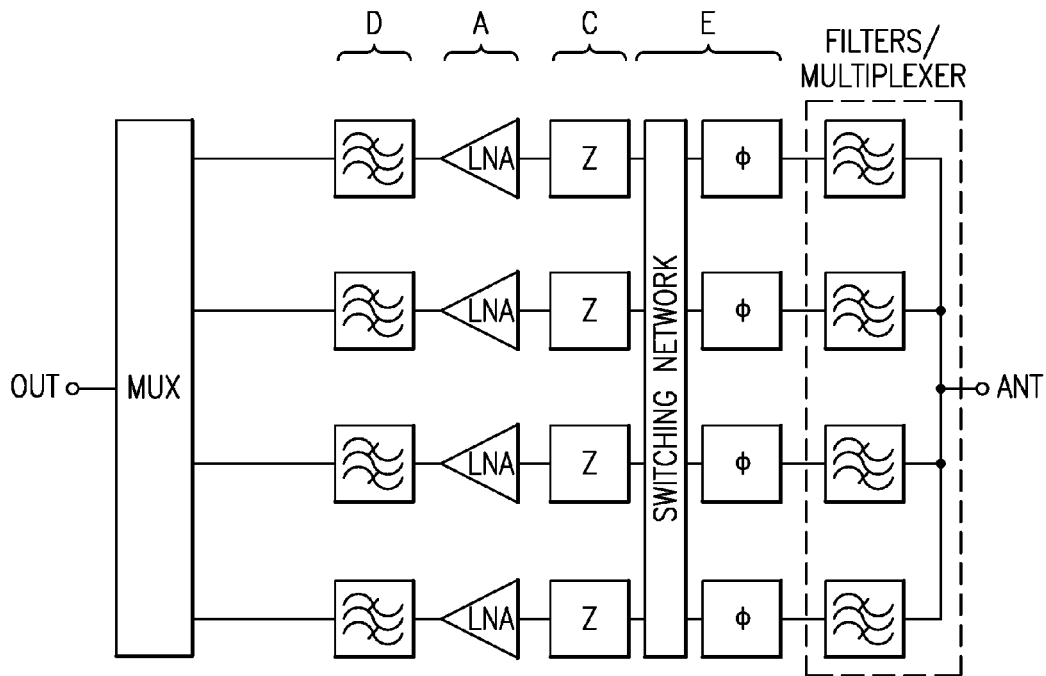 D A C E
FILTERS/
MULTIPLEXER
LNA Z Φ
LNA Z Φ
OUT MUX SWITCHING NETWORK ANT
LNA Z Φ
LNA Z Φ